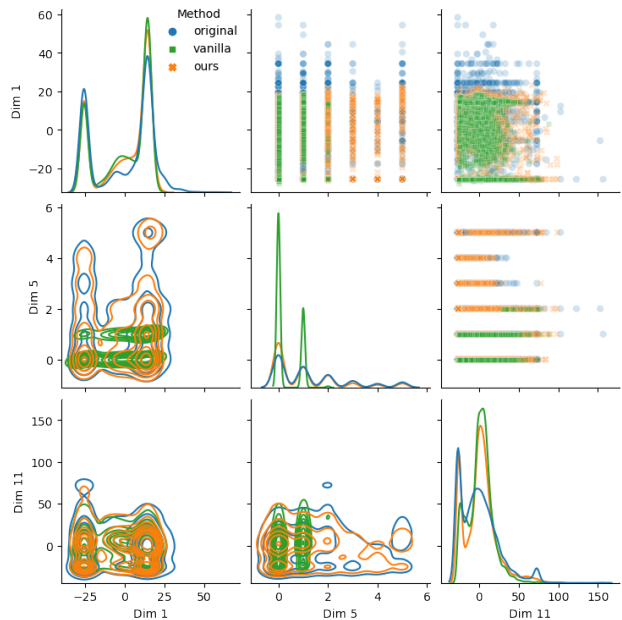 Method
original
vanilla
ours
Dim 1
60
40
20
0
−20
Dim 5
6
4
2
0
Dim 11
150
100
50
0
−25 0 25 50
Dim 1
0 2 4 6
Dim 5
0 50 100 150
Dim 11